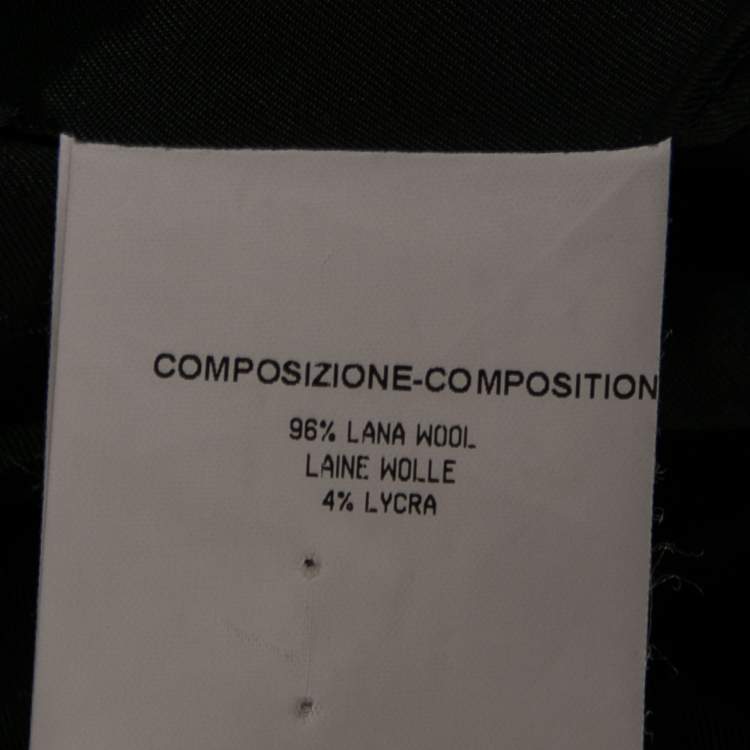 COMPOSIZIONE-COMPOSITION
96% LANA WOOL
LAINE WOLLE
4% LYCRA